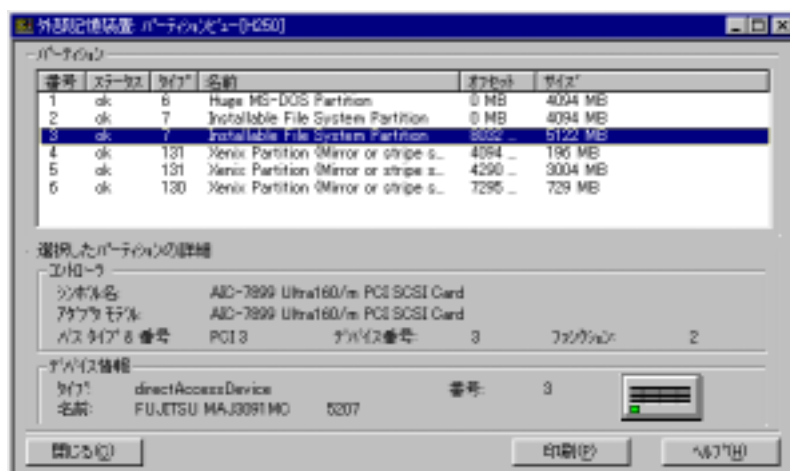 外部記憶装置: パーティションビュー[H250]
パーティション
番号 ステータス タイプ 名前 オフセット サイズ
1 ok 6 Huge MS-DOS Partition 0 MB 4094 MB
2 ok 7 Installable File System Partition 0 MB 4094 MB
3 ok 7 Installable File System Partition 8032 ... 5122 MB
4 ok 131 Xenix Partition (Mirror or stripe s... 4094 ... 196 MB
5 ok 131 Xenix Partition (Mirror or stripe s... 4290 ... 3004 MB
6 ok 130 Xenix Partition (Mirror or stripe s... 7295 ... 729 MB
選択したパーティションの詳細
コントローラ
シンボル名: AIC-7899 Ultra160/m PCI SCSI Card
アダプタ モデル: AIC-7899 Ultra160/m PCI SCSI Card
バス タイプ & 番号 PCI 3 デバイス番号: 3 ファンクション: 2
デバイス情報
タイプ: directAccessDevice 番号: 3
名前: FUJITSU MAJ3091MC 5207
閉じる(C) 印刷(P) ヘルプ(H)